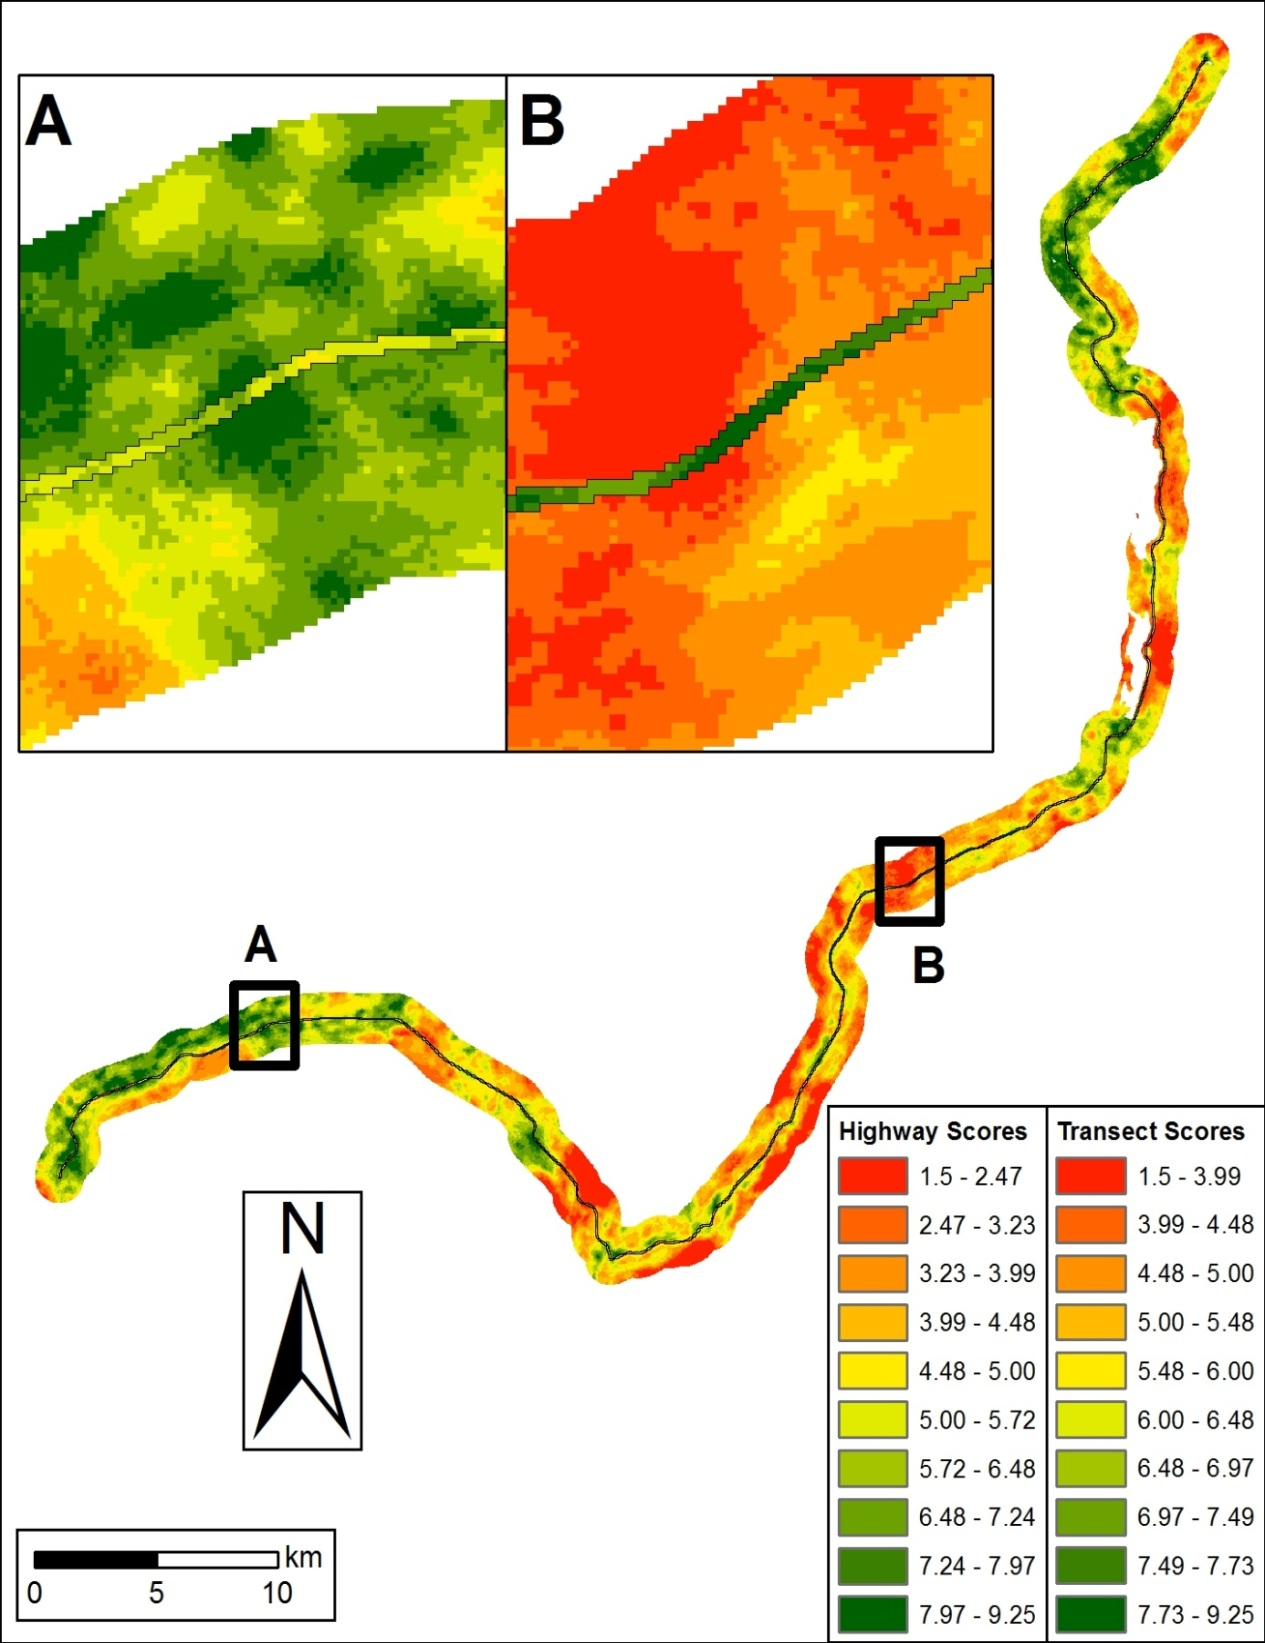 A
B
A
B
N
km
0 5 10
Highway Scores
1.5 - 2.47
2.47 - 3.23
3.23 - 3.99
3.99 - 4.48
4.48 - 5.00
5.00 - 5.72
5.72 - 6.48
6.48 - 7.24
7.24 - 7.97
7.97 - 9.25
Transect Scores
1.5 - 3.99
3.99 - 4.48
4.48 - 5.00
5.00 - 5.48
5.48 - 6.00
6.00 - 6.48
6.48 - 6.97
6.97 - 7.49
7.49 - 7.73
7.73 - 9.25